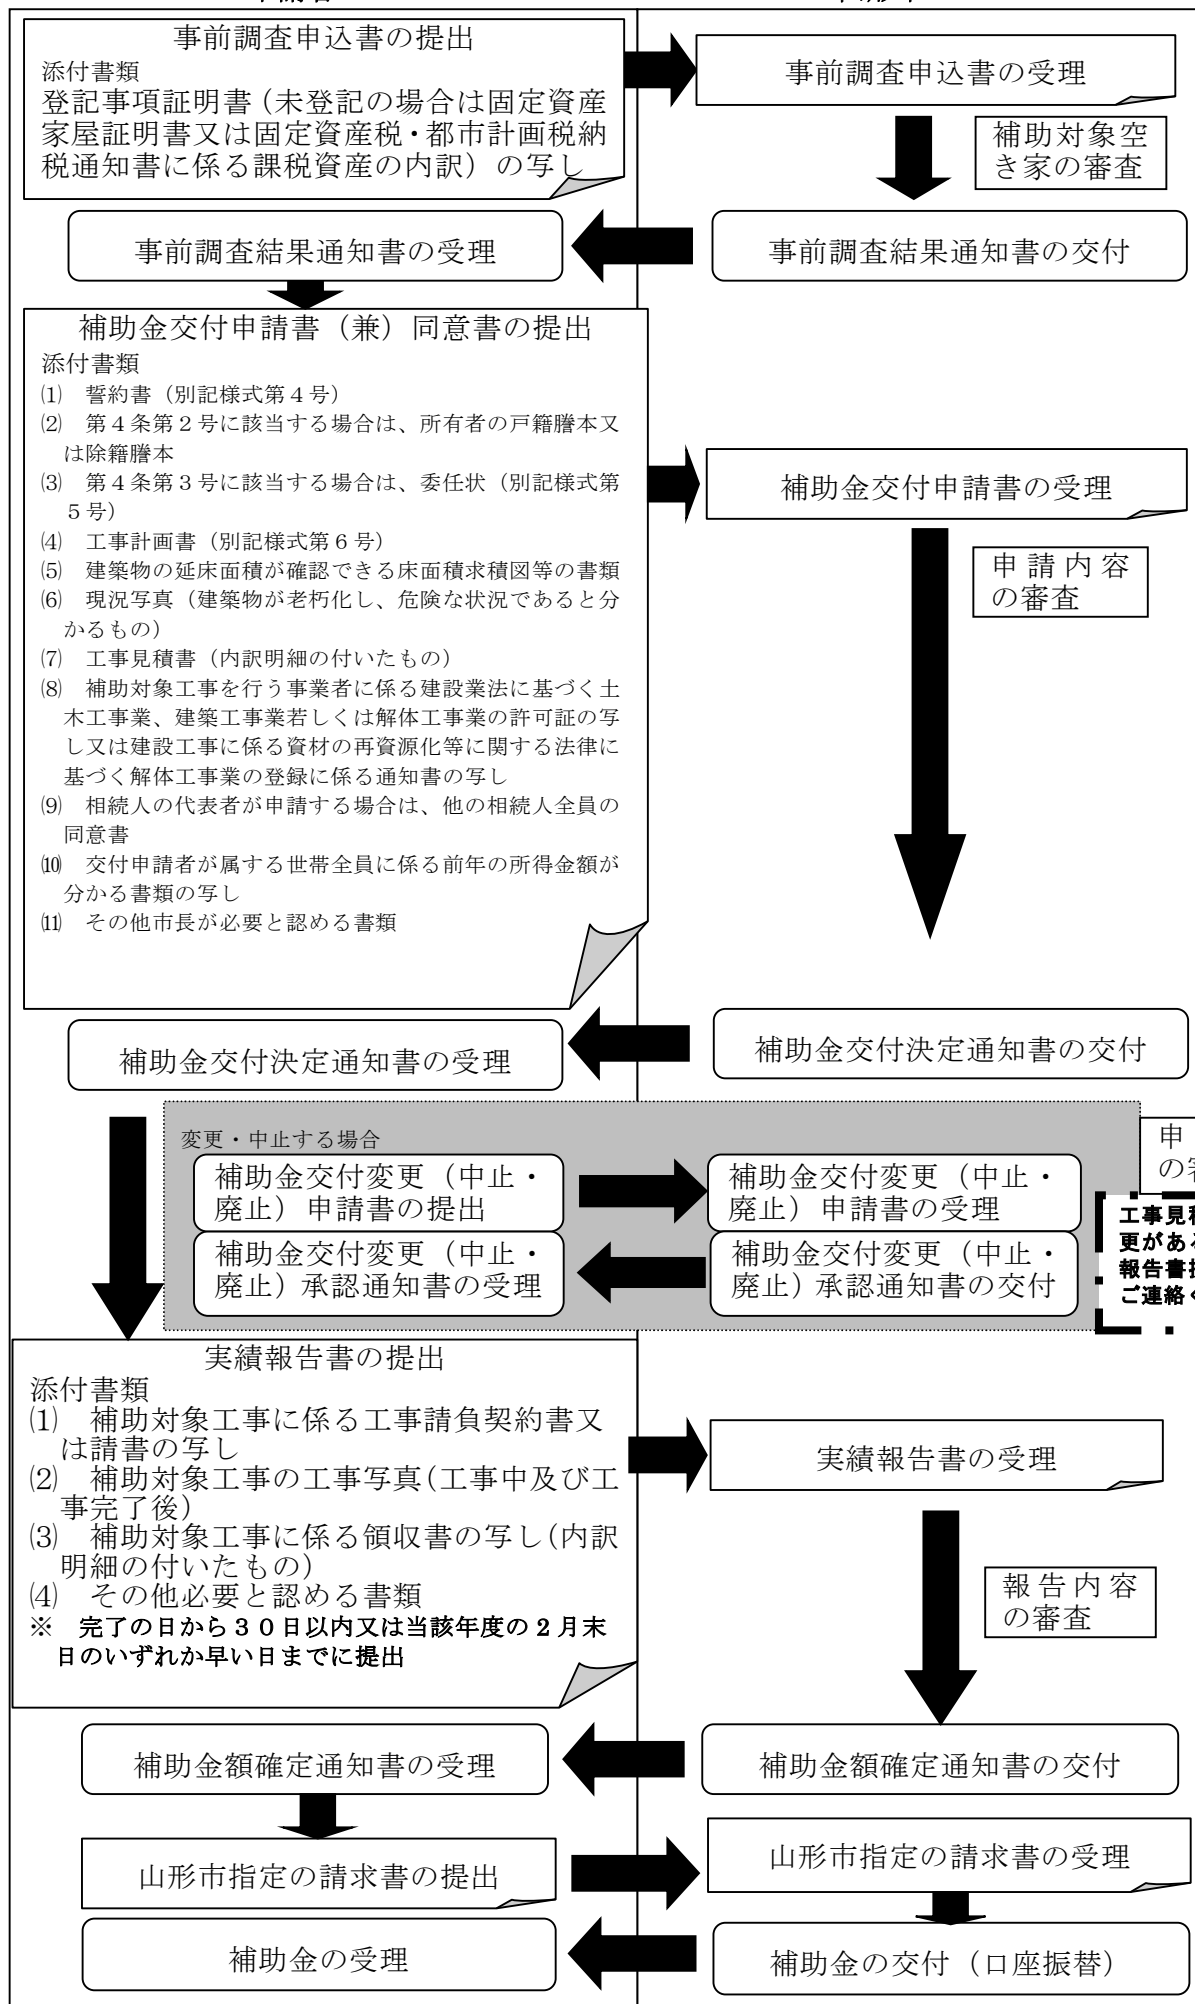 事前調査申込書の提出
添付書類
登記事項証明書（未登記の場合は固定資産
家屋証明書又は固定資産税・都市計画税納
税通知書に係る課税資産の内訳）の写し
事前調査申込書の受理
補助対象空
き家の審査
事前調査結果通知書の受理
事前調査結果通知書の交付
補助金交付申請書（兼）同意書の提出
添付書類
⑴　誓約書（別記様式第４号）
⑵　第４条第２号に該当する場合は、所有者の戸籍謄本又
は除籍謄本
⑶　第４条第３号に該当する場合は、委任状（別記様式第
５号）
⑷　工事計画書（別記様式第６号）
⑸　建築物の延床面積が確認できる床面積求積図等の書類
⑹　現況写真（建築物が老朽化し、危険な状況であると分
かるもの）
⑺　工事見積書（内訳明細の付いたもの）
⑻　補助対象工事を行う事業者に係る建設業法に基づく土
木工事業、建築工事業若しくは解体工事業の許可証の写
し又は建設工事に係る資材の再資源化等に関する法律に
基づく解体工事業の登録に係る通知書の写し
⑼　相続人の代表者が申請する場合は、他の相続人全員の
同意書
⑽　交付申請者が属する世帯全員に係る前年の所得金額が
分かる書類の写し
⑾　その他市長が必要と認める書類
補助金交付申請書の受理
申請内容
の審査
補助金交付決定通知書の受理
補助金交付決定通知書の交付
変更・中止する場合
補助金交付変更（中止・
廃止）申請書の提出
補助金交付変更（中止・
廃止）申請書の受理
申
の審
補助金交付変更（中止・
廃止）承認通知書の受理
補助金交付変更（中止・
廃止）承認通知書の交付
工事見積
更がある
報告書提
ご連絡く
実績報告書の提出
添付書類
⑴　補助対象工事に係る工事請負契約書又
は請書の写し
⑵　補助対象工事の工事写真（工事中及び工
事完了後）
⑶　補助対象工事に係る領収書の写し（内訳
明細の付いたもの）
⑷　その他必要と認める書類
※　完了の日から３０日以内又は当該年度の２月末
日のいずれか早い日までに提出
実績報告書の受理
報告内容
の審査
補助金額確定通知書の受理
補助金額確定通知書の交付
山形市指定の請求書の提出
山形市指定の請求書の受理
補助金の受理
補助金の交付（口座振替）